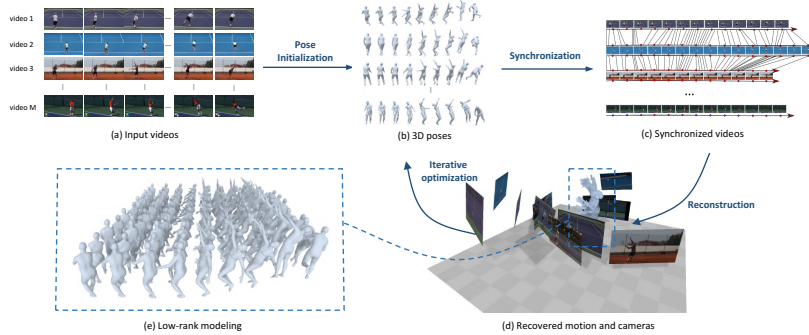 video 1
video 2
video 3
video M
(a) Input videos
Pose
Initialization
(b) 3D poses
Synchronization
...
(c) Synchronized videos
Iterative
optimization
Reconstruction
(e) Low-rank modeling
(d) Recovered motion and cameras